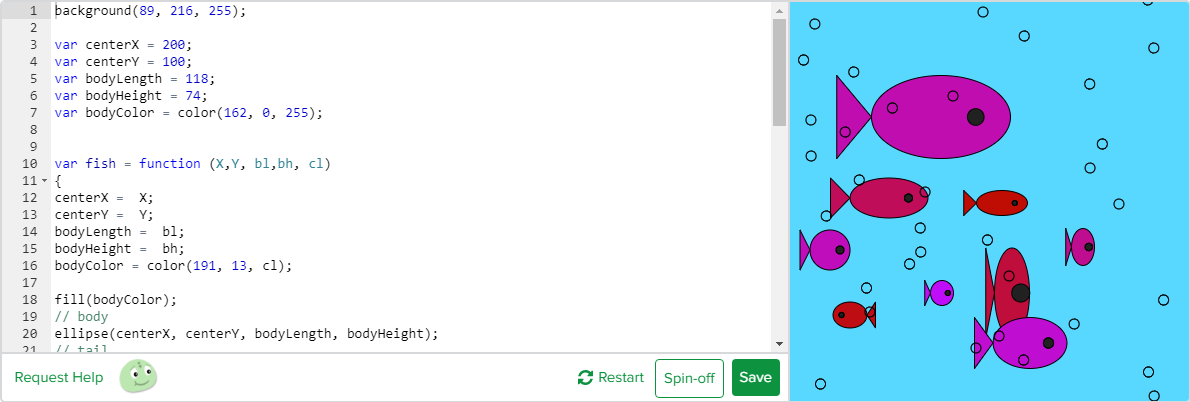 1 background(89, 216, 255);
2
3 var centerX = 200;
4 var centerY = 100;
5 var bodyLength = 118;
6 var bodyHeight = 74;
7 var bodyColor = color(162, 0, 255);
8
9
10 var fish = function (X,Y, bl,bh, cl)
11 {
12 centerX =  X;
13 centerY =  Y;
14 bodyLength =  bl;
15 bodyHeight =  bh;
16 bodyColor = color(191, 13, cl);
17
18 fill(bodyColor);
19 // body
20 ellipse(centerX, centerY, bodyLength, bodyHeight);
21 // tail
Request Help Restart Spin-off Save